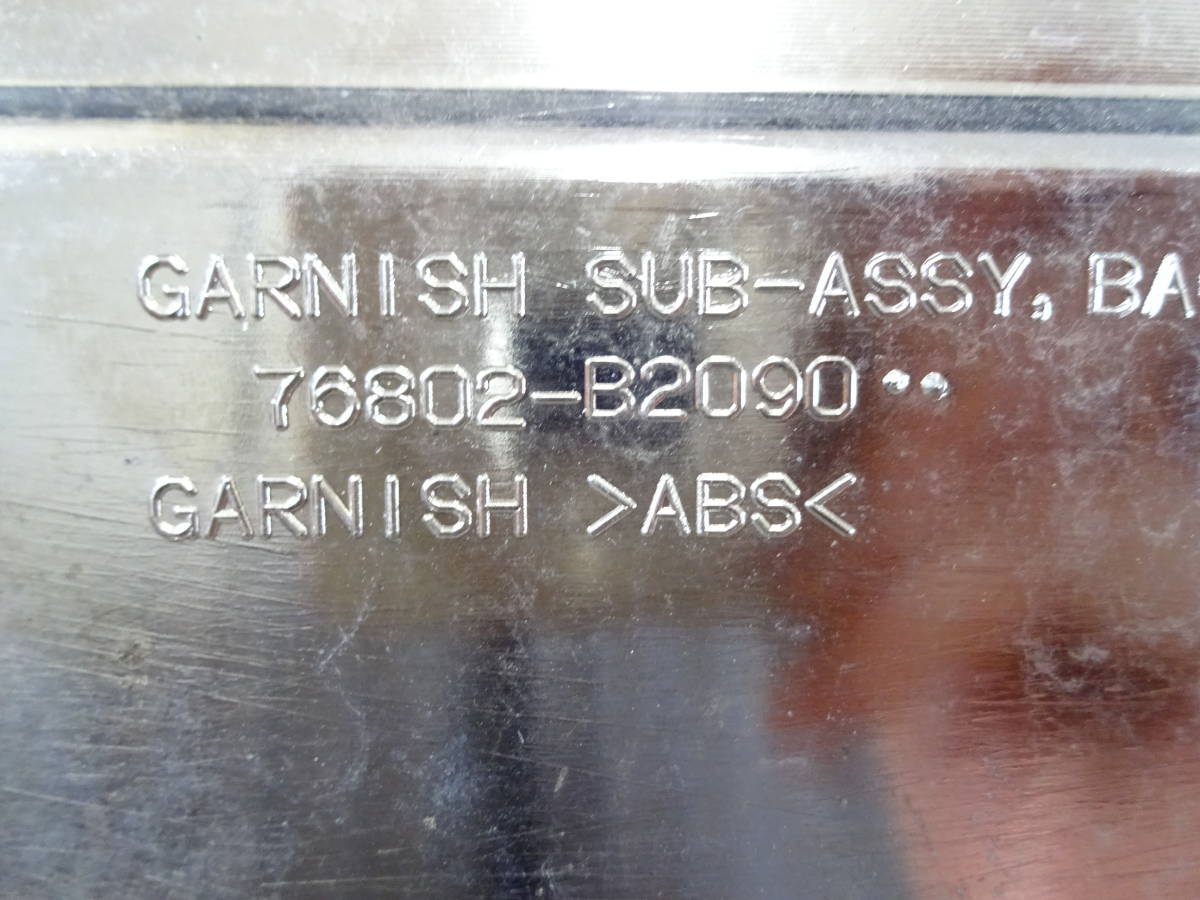 GARNISH SUB-ASSY, BA
76802-B2090••
GARNISH >ABS<